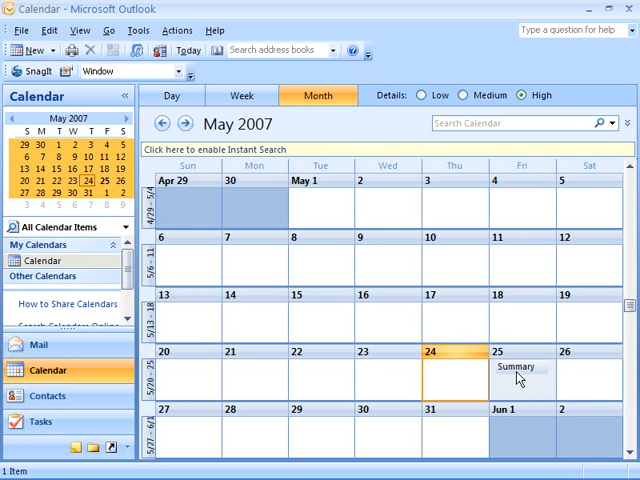 Calendar - Microsoft Outlook
File Edit View Go Tools Actions Help
Type a question for help
New Today Search address books
SnagIt Window
Calendar «
Day Week Month Details: Low Medium High
May 2007
S M T W T F S
29 30 1 2 3 4 5
6 7 8 9 10 11 12
13 14 15 16 17 18 19
20 21 22 23 24 25 26
27 28 29 30 31 1 2
3 4 5 6 7 8 9
All Calendar Items
My Calendars
Calendar
Other Calendars
How to Share Calendars
Search Calendars Online
Mail
Calendar
Contacts
Tasks
May 2007
Search Calendar
Click here to enable Instant Search
Sun Mon Tue Wed Thu Fri Sat
4/29 - 5/4
Apr 29 30 May 1 2 3 4 5
5/6 - 11
6 7 8 9 10 11 12
5/13 - 18
13 14 15 16 17 18 19
5/20 - 25
20 21 22 23 24 25 26
Summary
5/27 - 6/1
27 28 29 30 31 Jun 1 2
1 Item